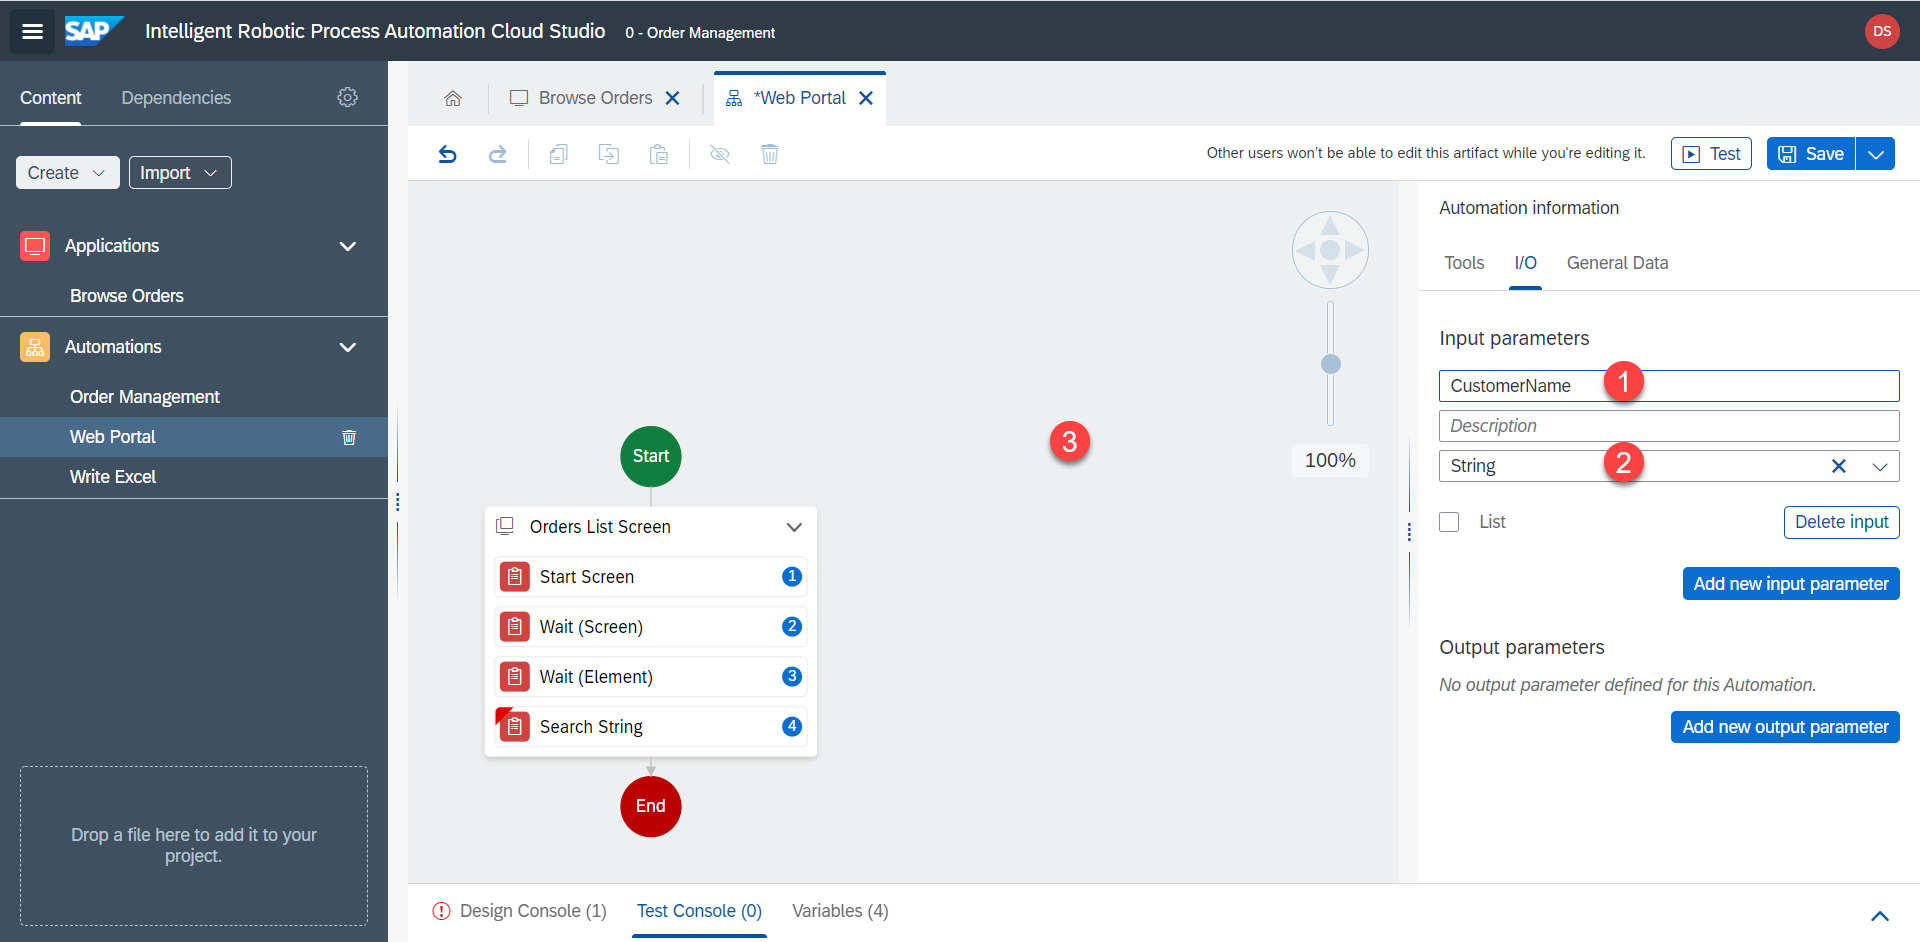 SAP Intelligent Robotic Process Automation Cloud Studio 0 - Order Management DS
Content Dependencies
Browse Orders *Web Portal
Create Import
Other users won't be able to edit this artifact while you're editing it. Test Save
Applications
Browse Orders
Automations
Order Management
Web Portal
Write Excel
Drop a file here to add it to your
project.
100%
3
Start
Orders List Screen
Start Screen 1
Wait (Screen) 2
Wait (Element) 3
Search String 4
End
Automation information
Tools I/O General Data
Input parameters
CustomerName 1
Description
String 2
List Delete input
Add new input parameter
Output parameters
No output parameter defined for this Automation.
Add new output parameter
Design Console (1) Test Console (0) Variables (4)